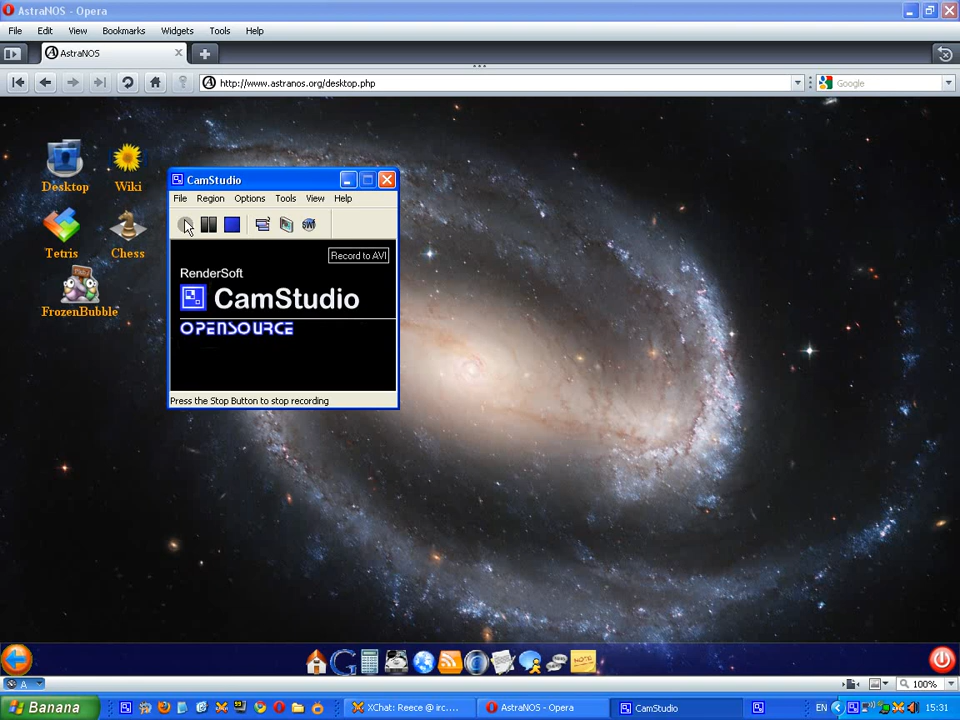 AstraNOS - Opera
File Edit View Bookmarks Widgets Tools Help
AstraNOS
http://www.astranos.org/desktop.php
Google
Desktop Wiki
Tetris Chess
FrozenBubble
CamStudio
File Region Options Tools View Help
Record to AVI
RenderSoft
CamStudio
OPENSOURCE
Press the Stop Button to stop recording
NOTE
A
100%
Banana
XChat: Reece @ irc....
AstraNOS - Opera
CamStudio
EN
15:31